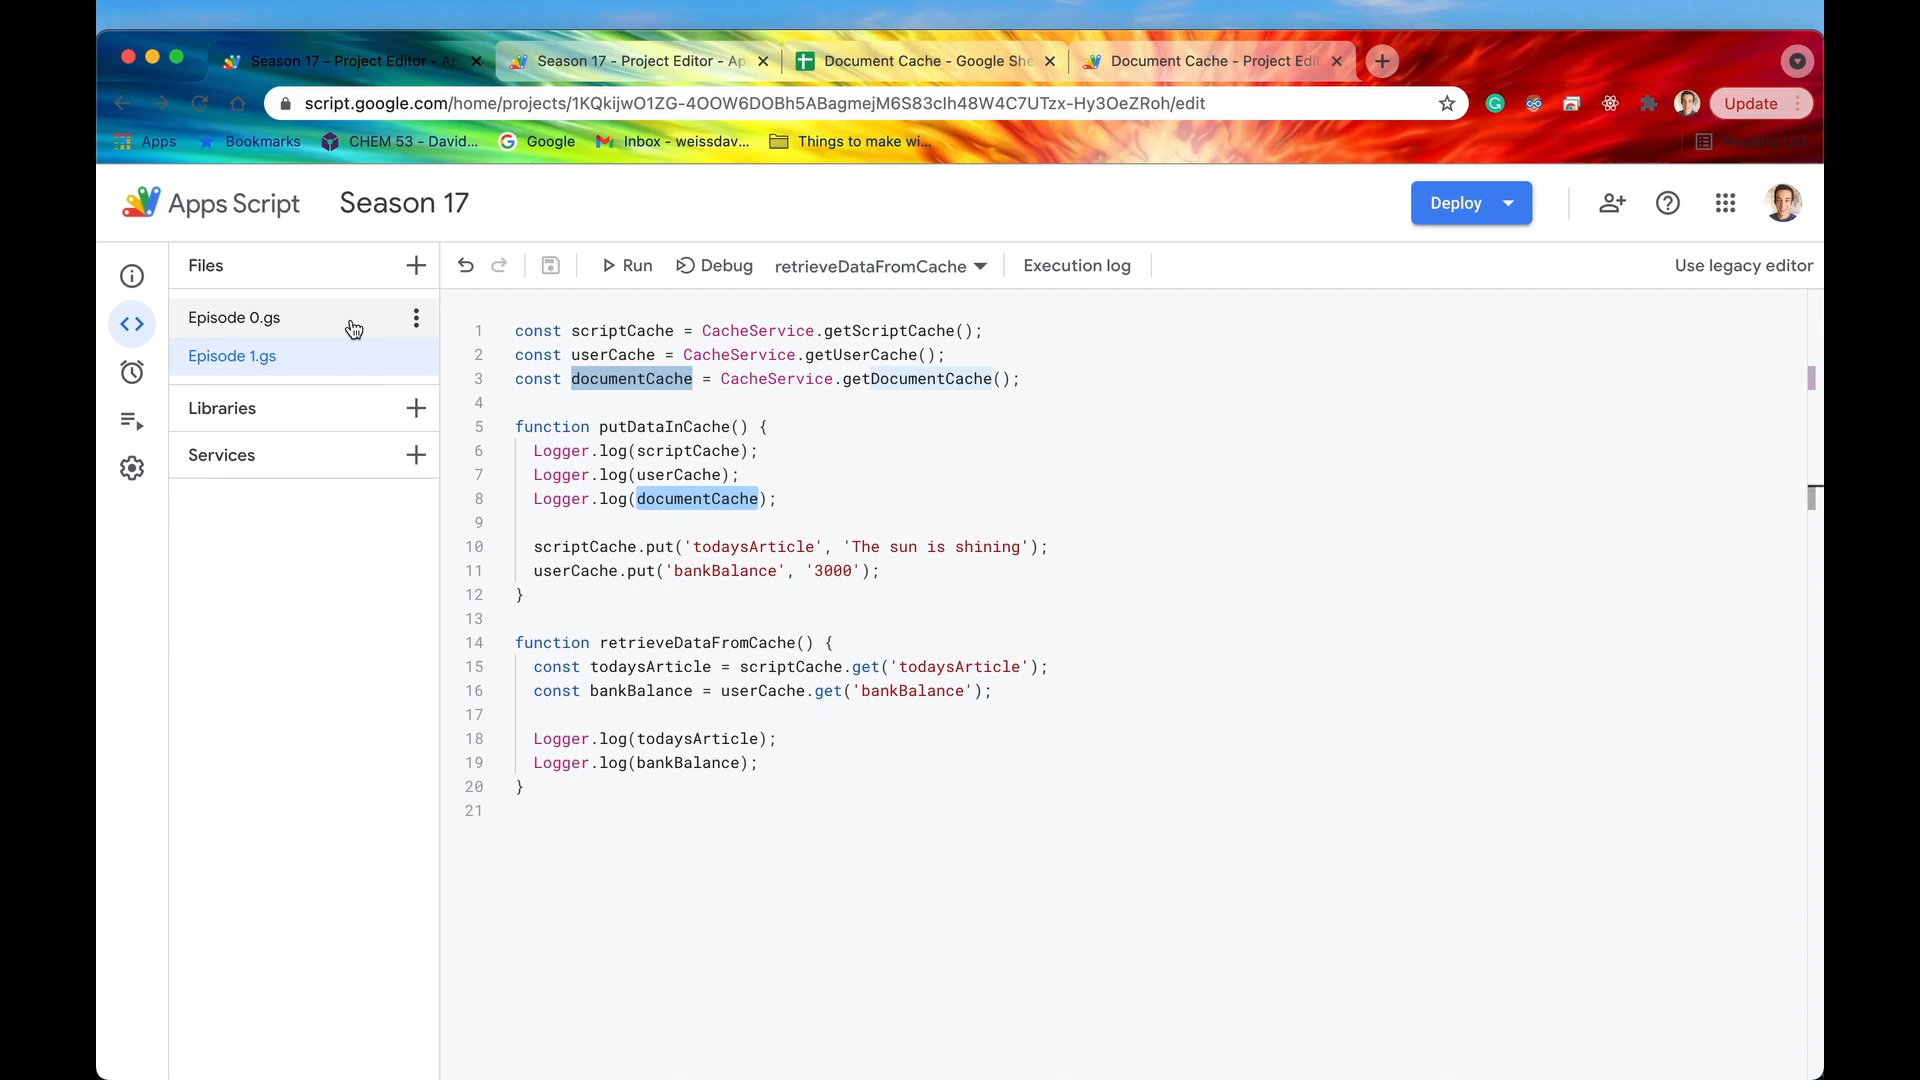 Season 17 - Project Editor - Ap
Season 17 - Project Editor - Ap
Document Cache - Google She
Document Cache - Project Edit
script.google.com/home/projects/1KQkijwO1ZG-4OOW6DOBh5ABagmejM6S83clh48W4C7UTzx-Hy3OeZRoh/edit
Update
Apps
Bookmarks
CHEM 53 - David...
Google
Inbox - weissdav...
Things to make wi...
Reading List
Apps Script
Season 17
Deploy
Files
Run
Debug
retrieveDataFromCache
Execution log
Use legacy editor
Episode 0.gs
Episode 1.gs
Libraries
Services
1 const scriptCache = CacheService.getScriptCache();
2 const userCache = CacheService.getUserCache();
3 const documentCache = CacheService.getDocumentCache();
4
5 function putDataInCache() {
6 Logger.log(scriptCache);
7 Logger.log(userCache);
8 Logger.log(documentCache);
9
10 scriptCache.put('todaysArticle', 'The sun is shining');
11 userCache.put('bankBalance', '3000');
12 }
13
14 function retrieveDataFromCache() {
15 const todaysArticle = scriptCache.get('todaysArticle');
16 const bankBalance = userCache.get('bankBalance');
17
18 Logger.log(todaysArticle);
19 Logger.log(bankBalance);
20 }
21